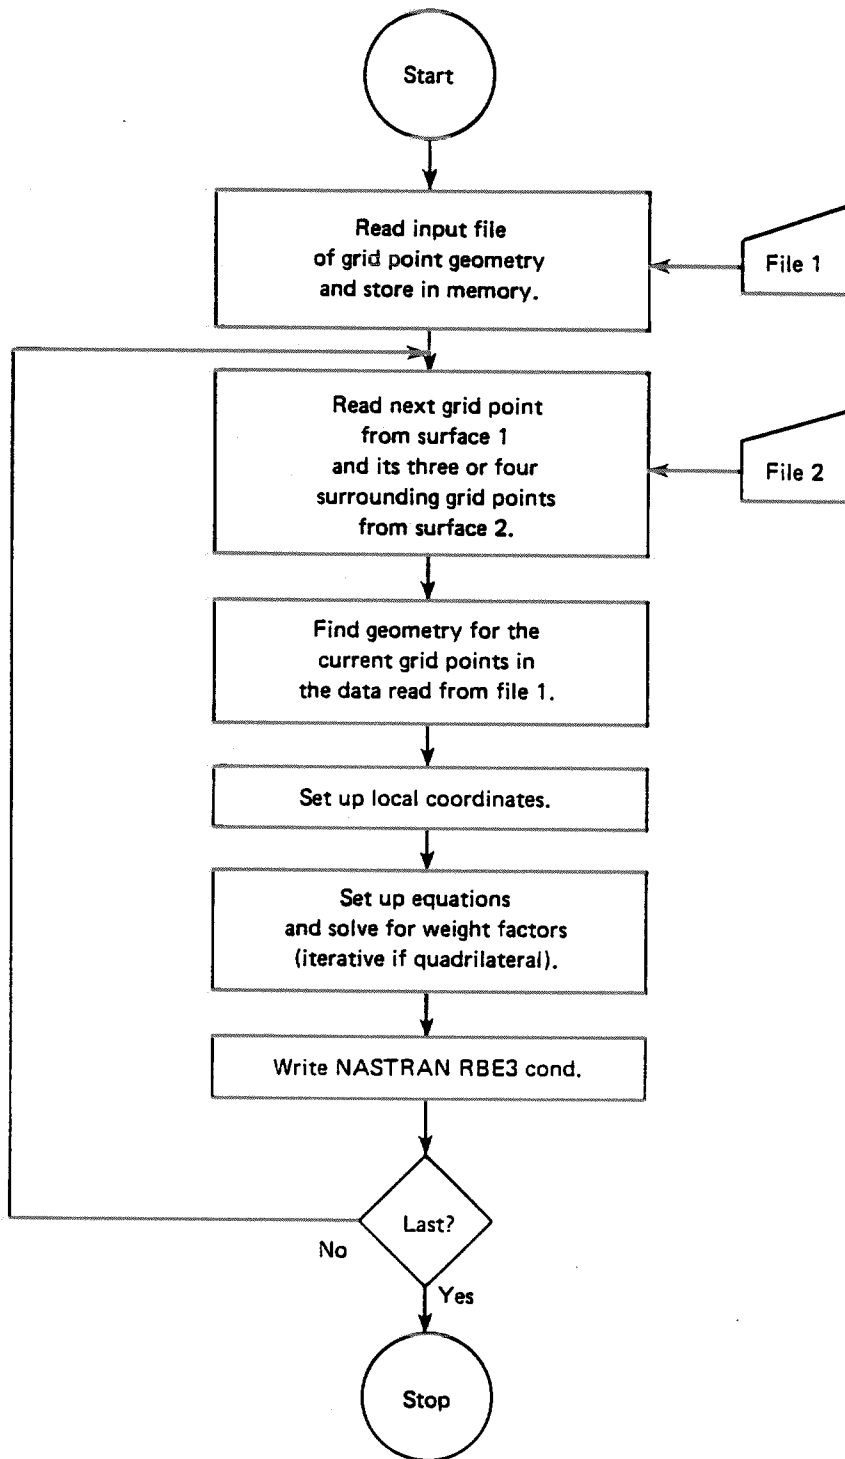 Start
Read input file
of grid point geometry
and store in memory.
File 1
Read next grid point
from surface 1
and its three or four
surrounding grid points
from surface 2.
File 2
Find geometry for the
current grid points in
the data read from file 1.
Set up local coordinates.
Set up equations
and solve for weight factors
(iterative if quadrilateral).
Write NASTRAN RBE3 cond.
Last?
No
Yes
Stop